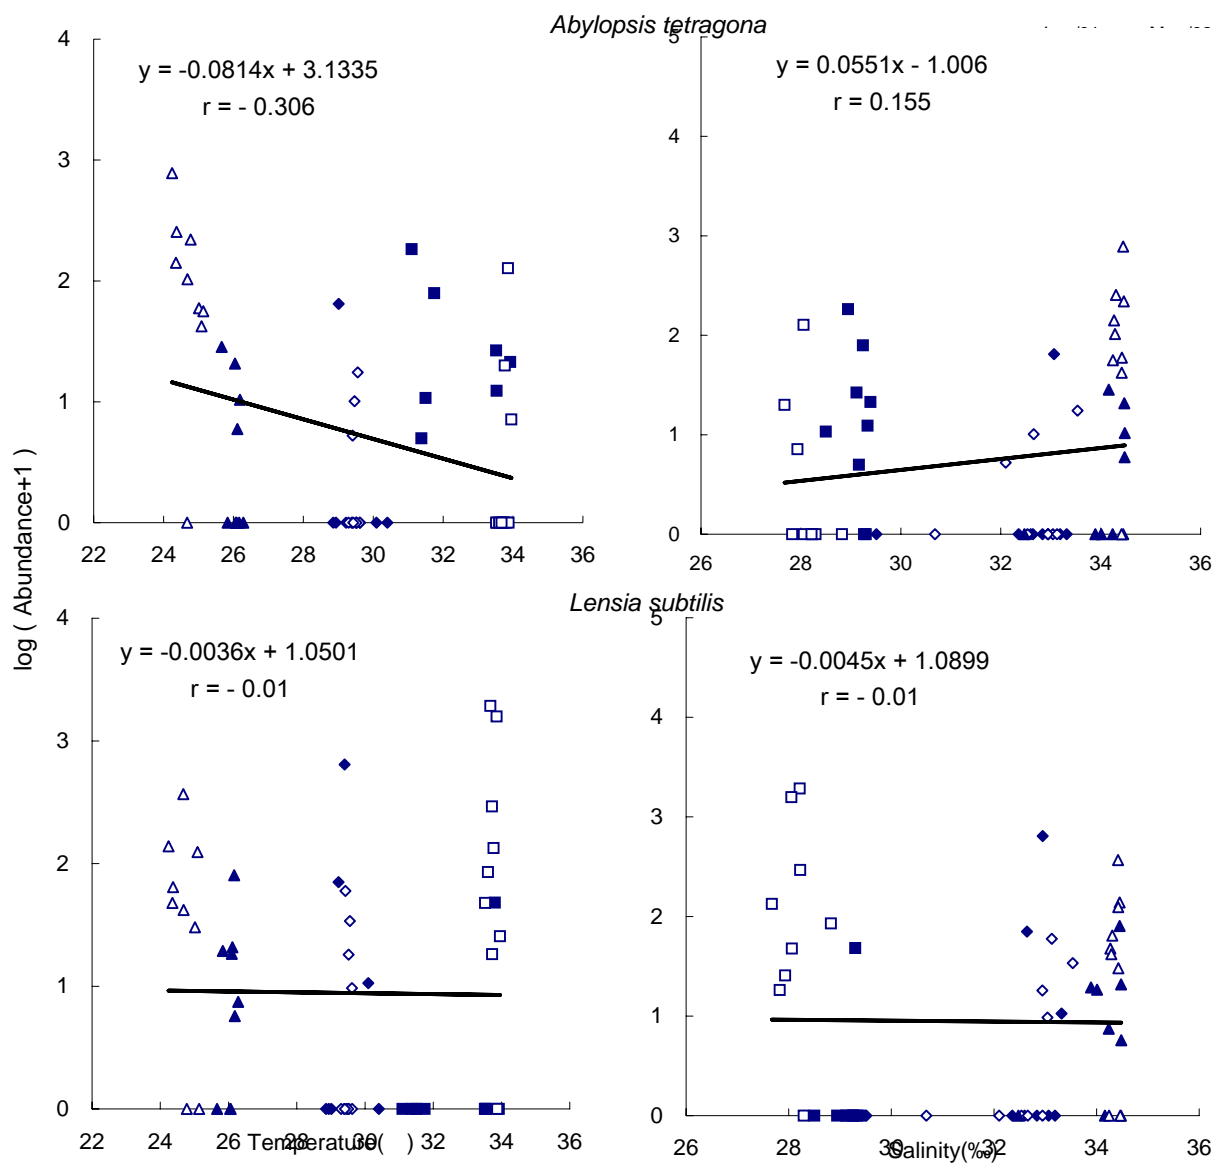 Abylopsis tetragona
y = -0.0814x + 3.1335
r = - 0.306
4
3
2
1
0
22 24 26 28 30 32 34 36
y = 0.0551x - 1.006
r = 0.155
5
4
3
2
1
0
26 28 30 32 34 36
log ( Abundance+1 )
Lensia subtilis
y = -0.0036x + 1.0501
r = - 0.01
4
3
2
1
0
22 24 26 28 30 32 34 36
Temperature( )
y = -0.0045x + 1.0899
r = - 0.01
5
4
3
2
1
0
26 28 30 32 34 36
Salinity(‰)